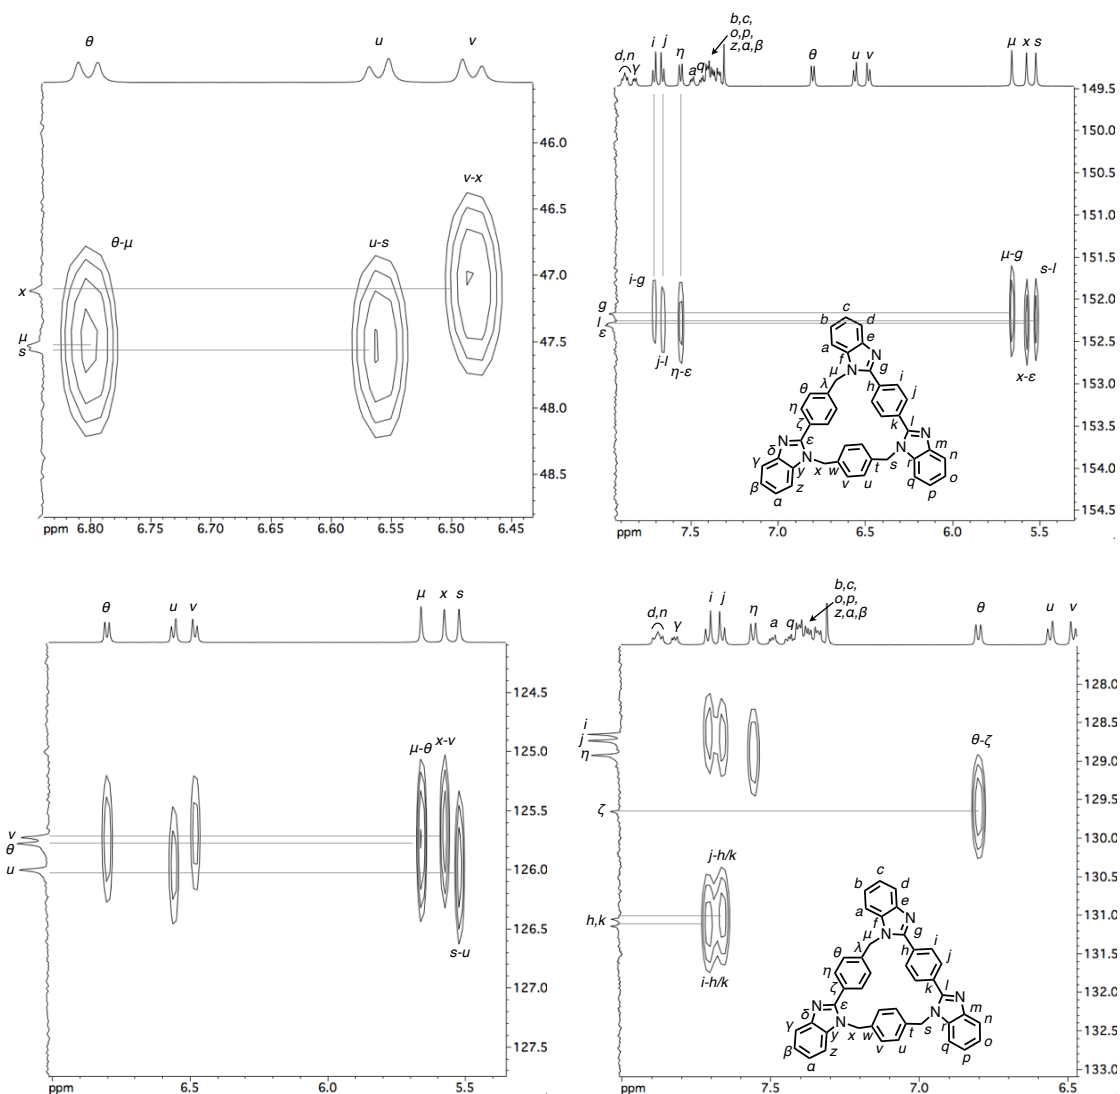 θ
u
v
v-x
θ-μ
u-s
x
μ
s
46.0
46.5
47.0
47.5
48.0
48.5
ppm
6.80
6.75
6.70
6.65
6.60
6.55
6.50
6.45
b,c,
o,p,
z,α,β
d,n
γ
i
j
η
a
q
θ
u
v
μ
x
s
149.5
150.0
150.5
151.0
151.5
152.0
152.5
153.0
153.5
154.0
154.5
μ-g
s-l
i-g
g
l
ε
j-l
η-ε
x-ε
c
b
d
a
e
f
N
N
g
μ
i
j
h
λ
θ
η
ζ
k
l
N
N
m
n
δ
N
ε
N
γ
β
α
z
y
x
w
v
u
t
s
r
q
p
o
ppm
7.5
7.0
6.5
6.0
5.5
θ
u
v
μ
x
s
124.5
125.0
125.5
126.0
126.5
127.0
127.5
μ-θ
x-v
v
θ
u
s-u
ppm
6.5
6.0
5.5
b,c,
o,p,
z,α,β
d,n
γ
i
j
η
a
q
θ
u
v
128.0
128.5
129.0
129.5
130.0
130.5
131.0
131.5
132.0
132.5
133.0
i
j
η
θ-ζ
ζ
j-h/k
h,k
i-h/k
c
b
d
a
e
f
N
N
g
μ
i
j
h
λ
θ
η
ζ
k
l
N
N
m
n
δ
N
ε
N
γ
β
α
z
y
x
w
v
u
t
s
r
q
p
o
ppm
7.5
7.0
6.5